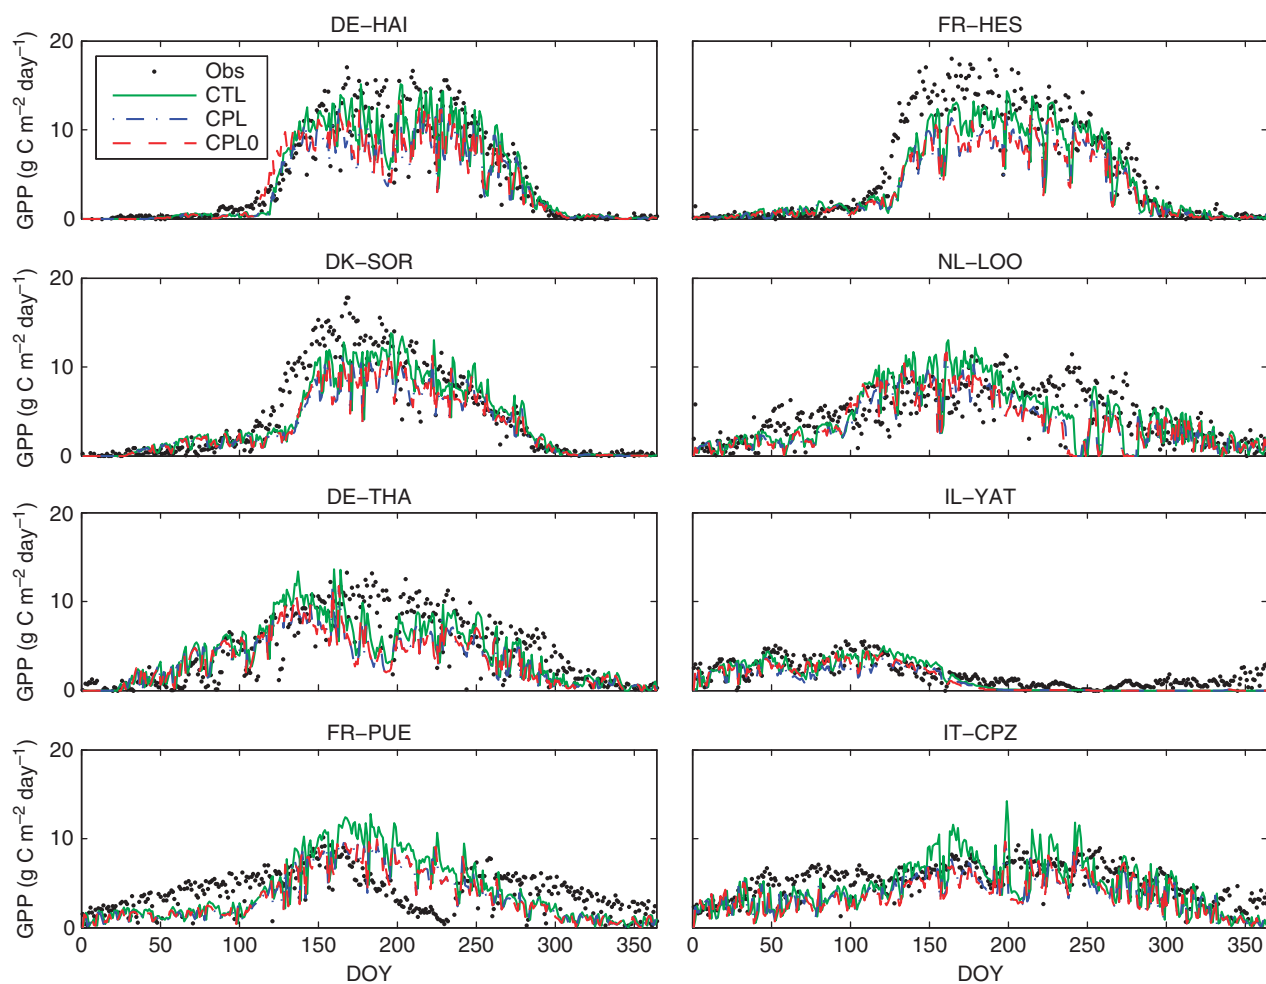 DE−HAI
FR−HES
GPP (g C m−2 day−1)
20
10
0
Obs
CTL
CPL
CPL0
DK−SOR
NL−LOO
GPP (g C m−2 day−1)
20
10
0
DE−THA
IL−YAT
GPP (g C m−2 day−1)
20
10
0
FR−PUE
IT−CPZ
GPP (g C m−2 day−1)
20
10
0
0 50 100 150 200 250 300 350
0 50 100 150 200 250 300 350
DOY
DOY